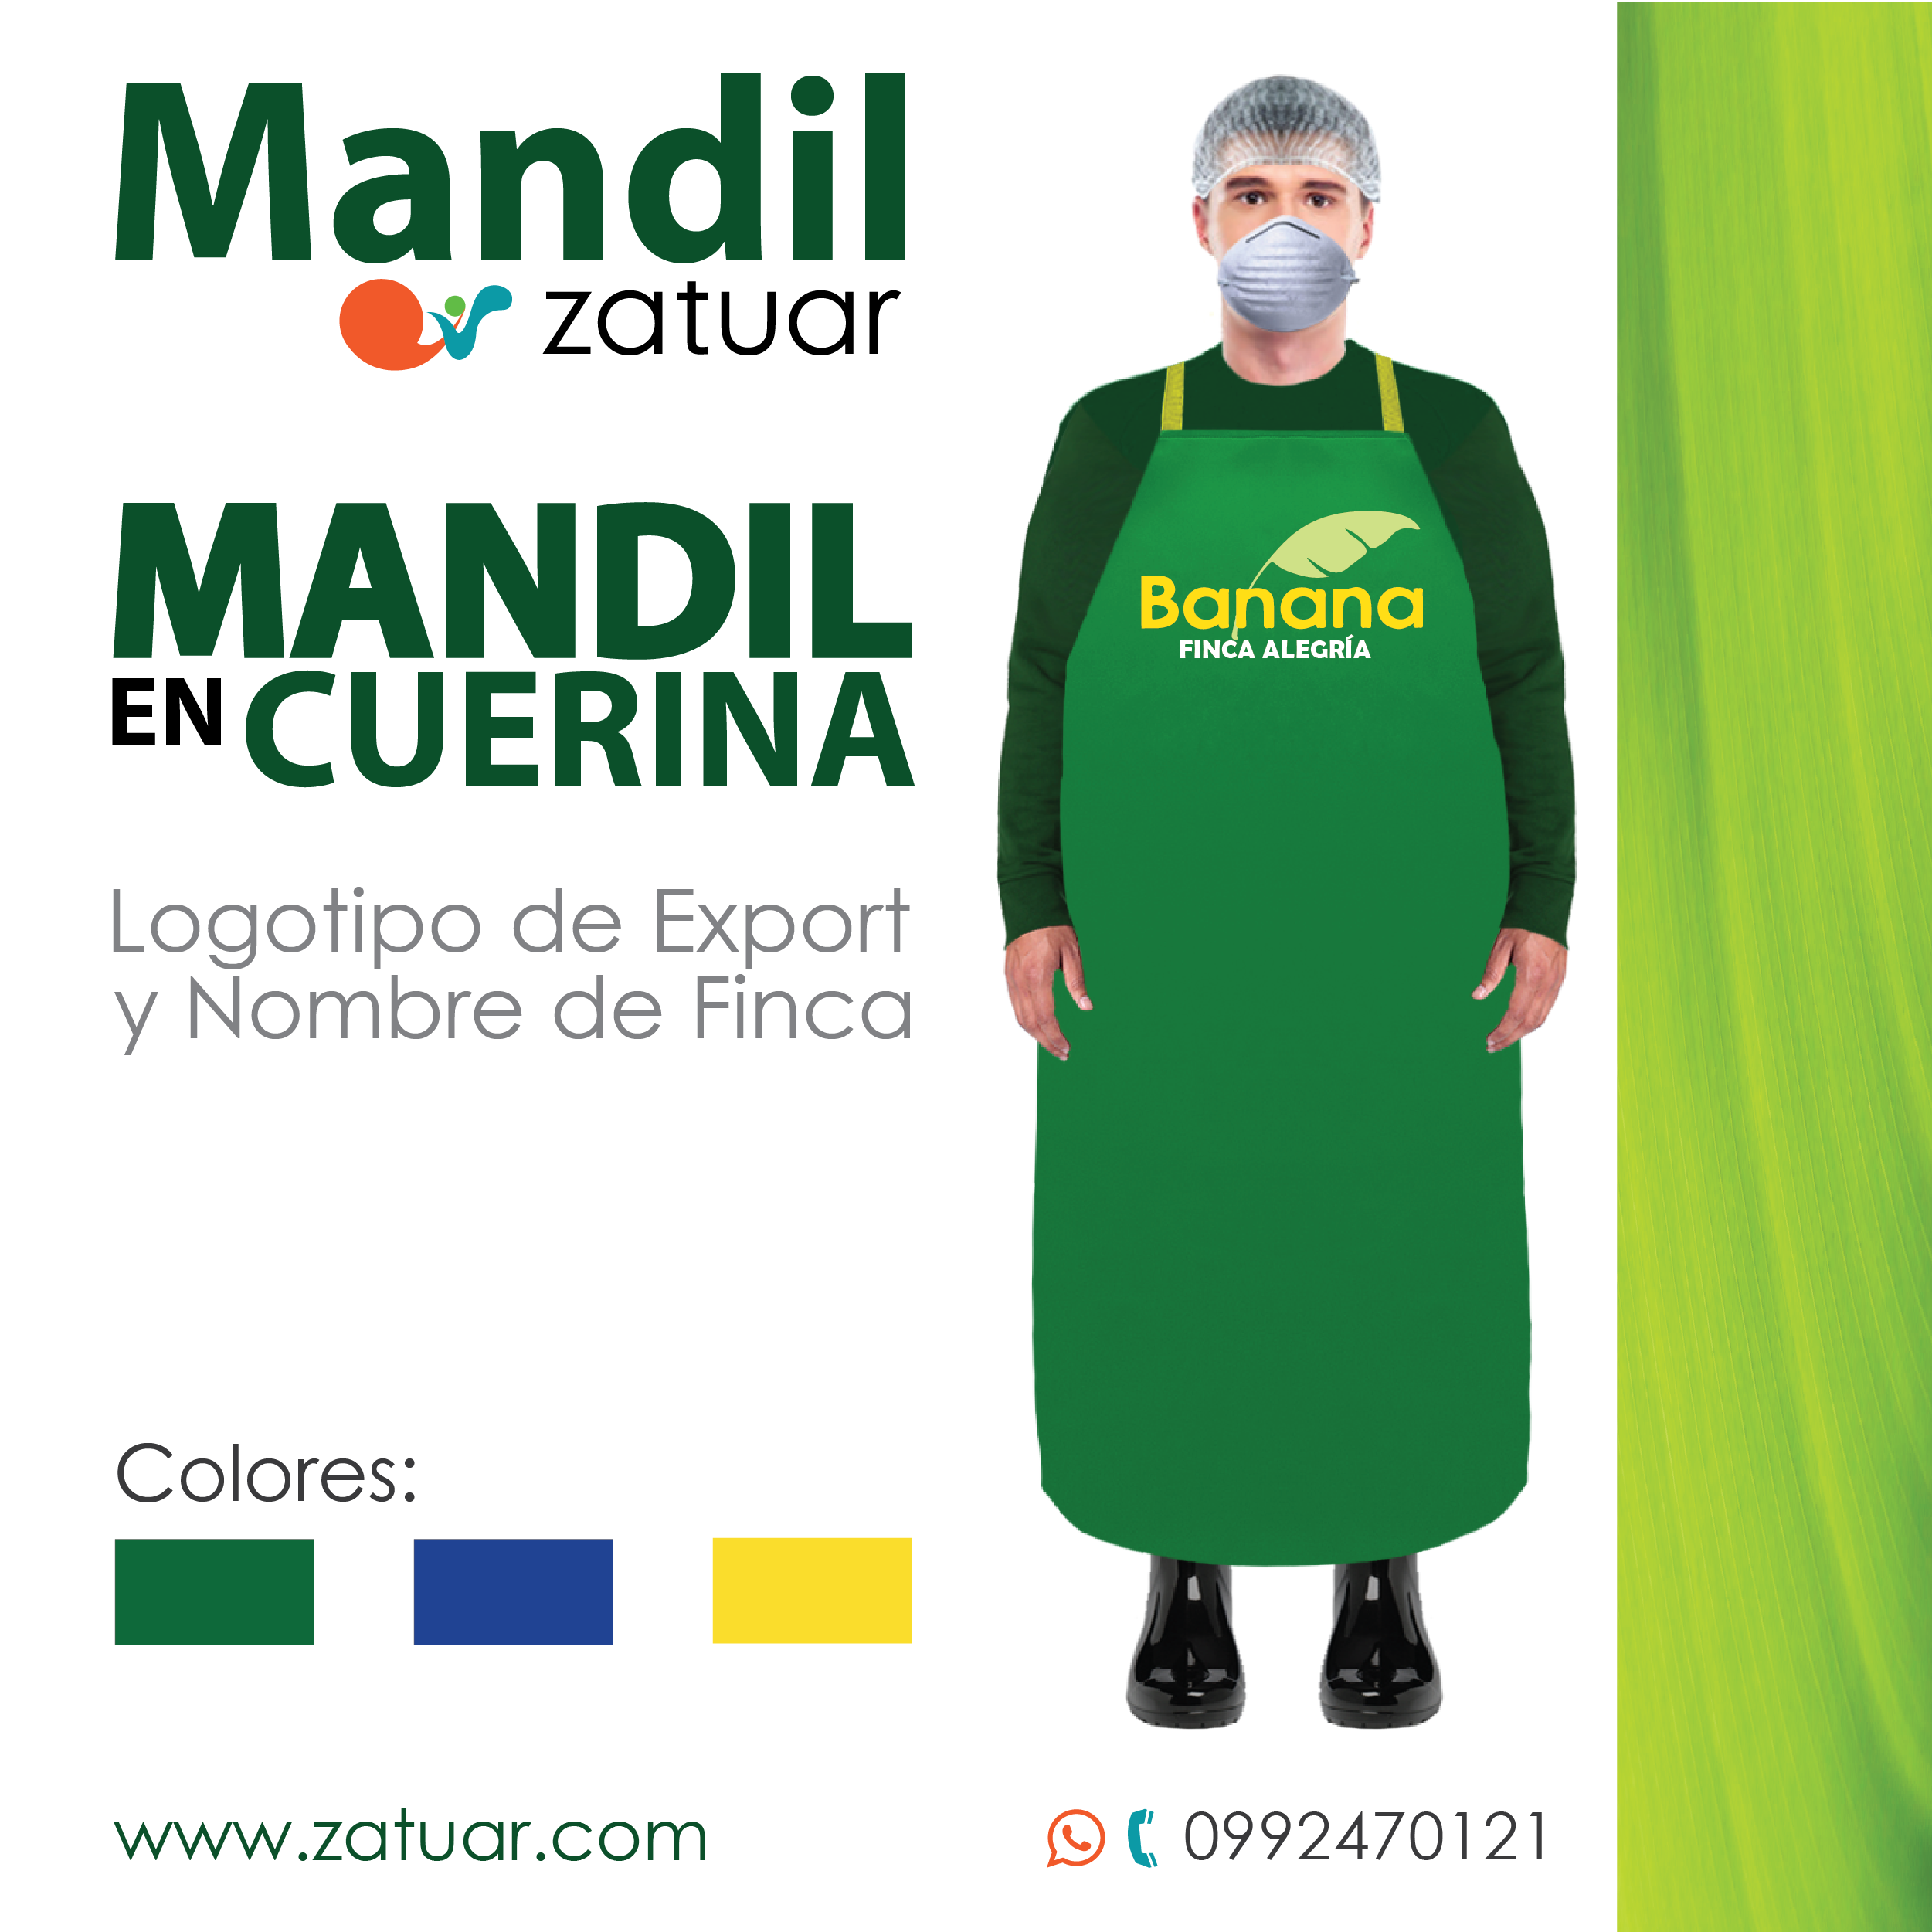 Mandil
zatuar
MANDIL
EN CUERINA
Logotipo de Export
y Nombre de Finca
Banana
FINCA ALEGRÍA
Colores:
www.zatuar.com
0992470121